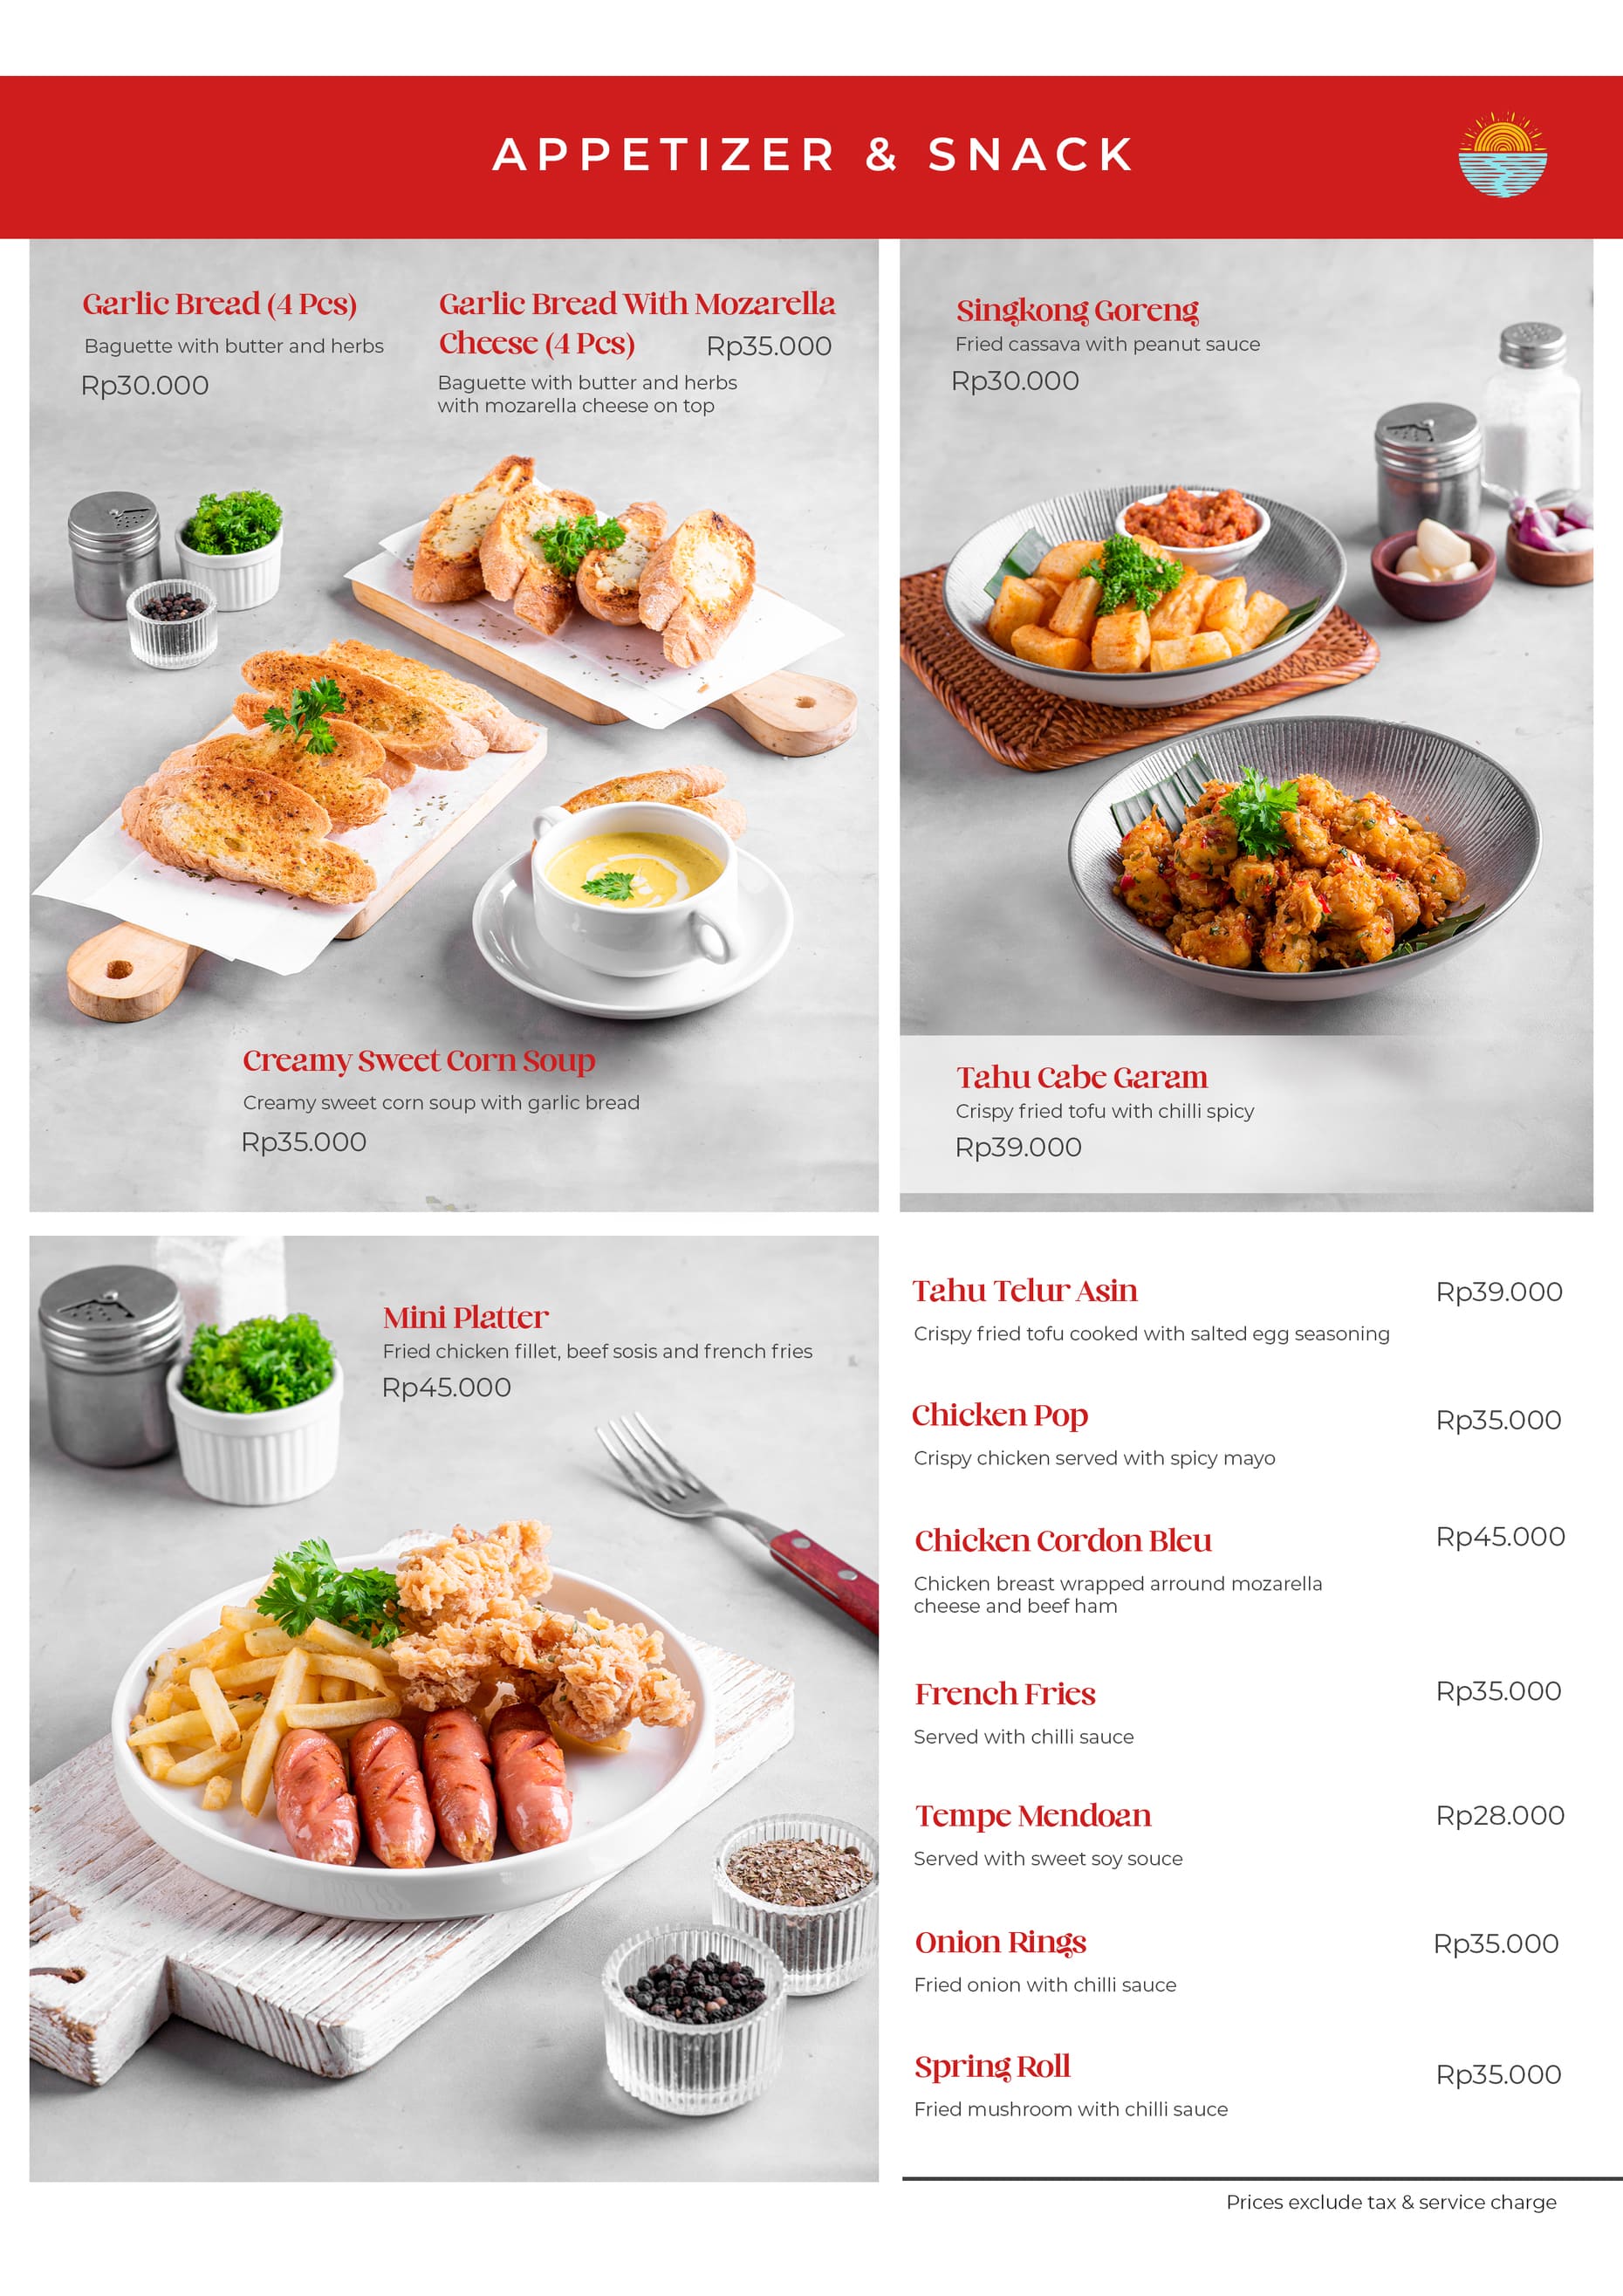 APPETIZER & SNACK
Garlic Bread (4 Pcs)
Baguette with butter and herbs
Rp30.000
Garlic Bread With Mozarella
Cheese (4 Pcs) Rp35.000
Baguette with butter and herbs
with mozarella cheese on top
Creamy Sweet Corn Soup
Creamy sweet corn soup with garlic bread
Rp35.000
Singkong Goreng
Fried cassava with peanut sauce
Rp30.000
Tahu Cabe Garam
Crispy fried tofu with chilli spicy
Rp39.000
Mini Platter
Fried chicken fillet, beef sosis and french fries
Rp45.000
Tahu Telur Asin Rp39.000
Crispy fried tofu cooked with salted egg seasoning
Chicken Pop Rp35.000
Crispy chicken served with spicy mayo
Chicken Cordon Bleu Rp45.000
Chicken breast wrapped arround mozarella
cheese and beef ham
French Fries Rp35.000
Served with chilli sauce
Tempe Mendoan Rp28.000
Served with sweet soy souce
Onion Rings Rp35.000
Fried onion with chilli sauce
Spring Roll Rp35.000
Fried mushroom with chilli sauce
Prices exclude tax & service charge